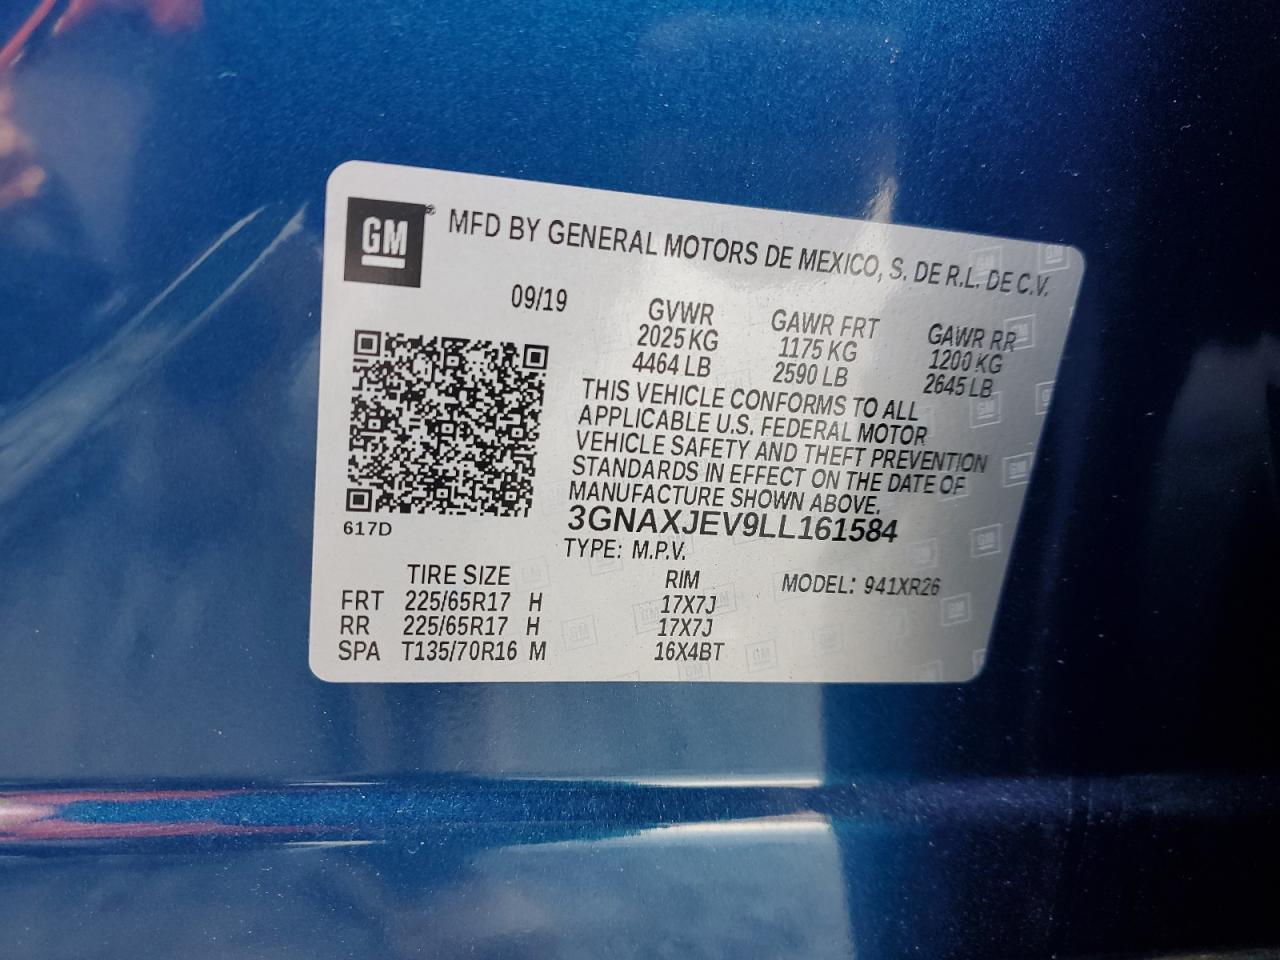 GM
MFD BY GENERAL MOTORS DE MEXICO, S. DE R.L. DE C.V.
09/19
GVWR GAWR FRT GAWR RR
2025 KG 1175 KG 1200 KG
4464 LB 2590 LB 2645 LB
THIS VEHICLE CONFORMS TO ALL
APPLICABLE U.S. FEDERAL MOTOR
VEHICLE SAFETY AND THEFT PREVENTION
STANDARDS IN EFFECT ON THE DATE OF
MANUFACTURE SHOWN ABOVE.
3GNAXJEV9LL161584
617D
TYPE: M.P.V.
TIRE SIZE RIM MODEL: 941XR26
FRT 225/65R17 H 17X7J
RR 225/65R17 H 17X7J
SPA T135/70R16 M 16X4BT